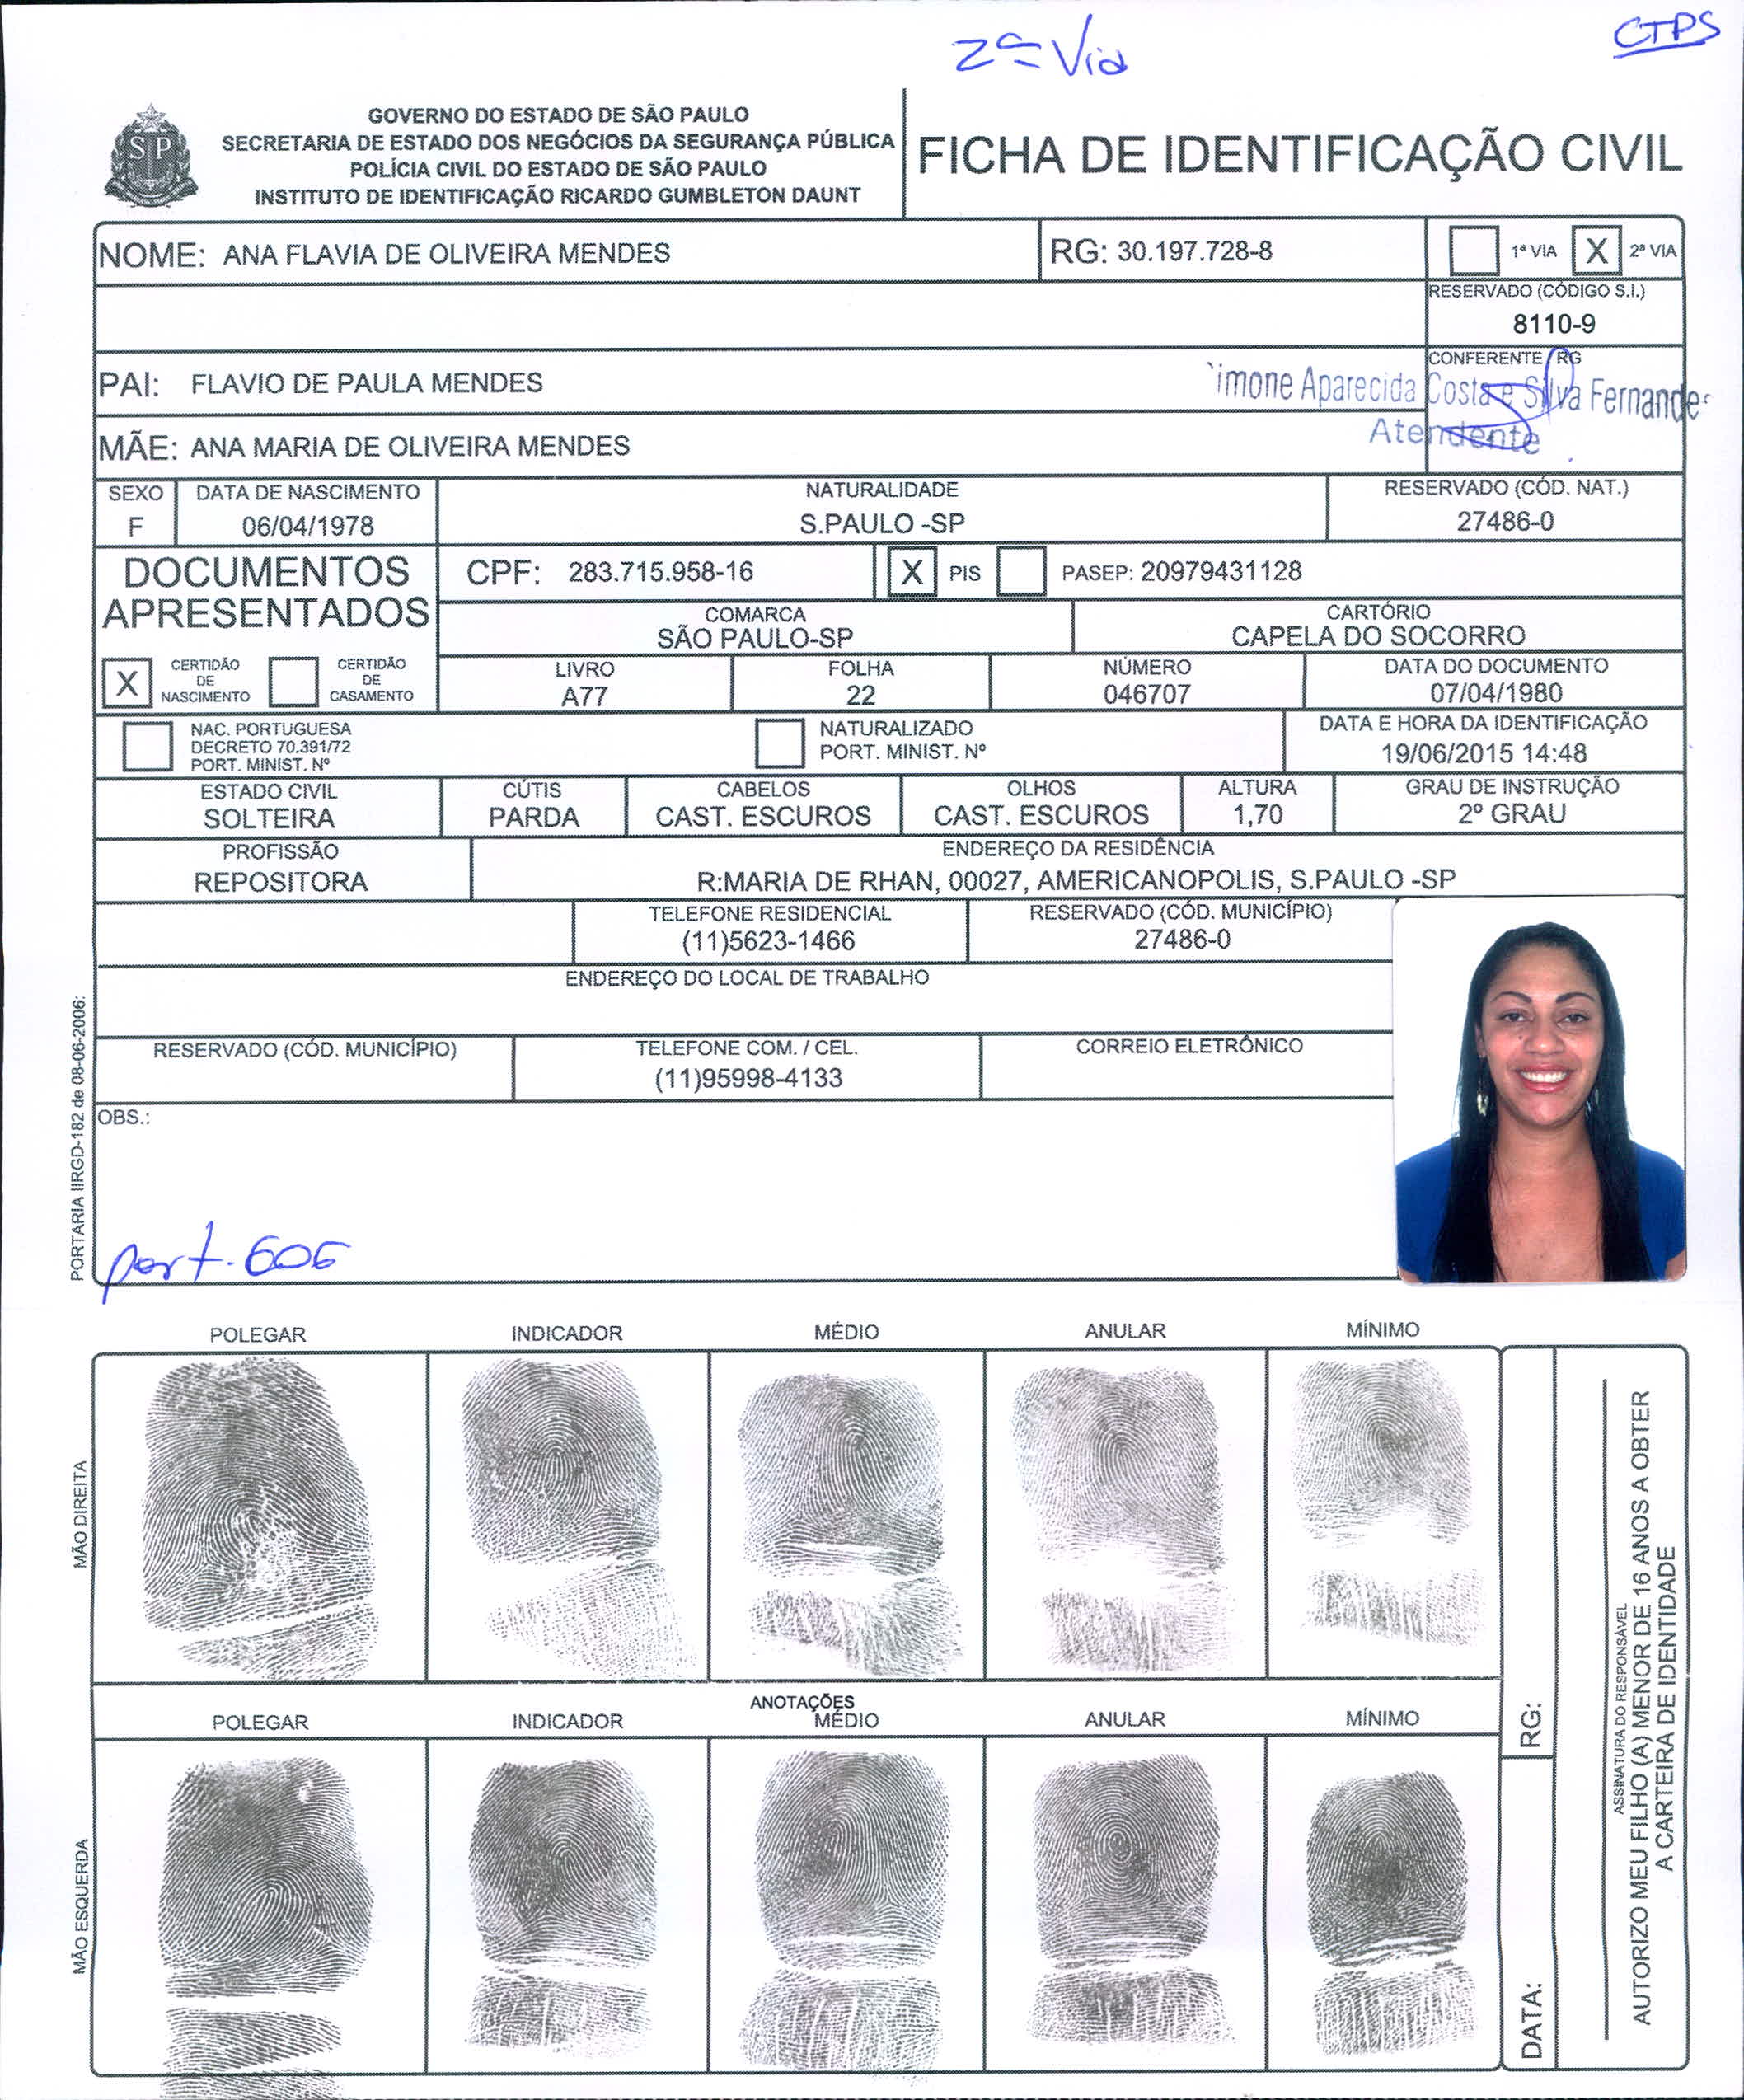 2ª Via
CTPS
GOVERNO DO ESTADO DE SÃO PAULO
SECRETARIA DE ESTADO DOS NEGÓCIOS DA SEGURANÇA PÚBLICA
POLÍCIA CIVIL DO ESTADO DE SÃO PAULO
INSTITUTO DE IDENTIFICAÇÃO RICARDO GUMBLETON DAUNT
SP
FICHA DE IDENTIFICAÇÃO CIVIL
NOME: ANA FLAVIA DE OLIVEIRA MENDES
RG: 30.197.728-8
1ª VIA X 2ª VIA
RESERVADO (CÓDIGO S.I.)
8110-9
PAI: FLAVIO DE PAULA MENDES
CONFERENTE / RG
imone Aparecida Costa e Silva Fernande
Atendente
MÃE: ANA MARIA DE OLIVEIRA MENDES
SEXO
F
DATA DE NASCIMENTO
06/04/1978
NATURALIDADE
S.PAULO -SP
RESERVADO (CÓD. NAT.)
27486-0
DOCUMENTOS
APRESENTADOS
CPF: 283.715.958-16
X PIS PASEP: 20979431128
COMARCA
SÃO PAULO-SP
CARTÓRIO
CAPELA DO SOCORRO
X CERTIDÃO
DE
NASCIMENTO
CERTIDÃO
DE
CASAMENTO
LIVRO
A77
FOLHA
22
NÚMERO
046707
DATA DO DOCUMENTO
07/04/1980
NAC. PORTUGUESA
DECRETO 70.391/72
PORT. MINIST. Nº
NATURALIZADO
PORT. MINIST. Nº
DATA E HORA DA IDENTIFICAÇÃO
19/06/2015 14:48
ESTADO CIVIL
SOLTEIRA
CÚTIS
PARDA
CABELOS
CAST. ESCUROS
OLHOS
CAST. ESCUROS
ALTURA
1,70
GRAU DE INSTRUÇÃO
2º GRAU
PROFISSÃO
REPOSITORA
ENDEREÇO DA RESIDÊNCIA
R:MARIA DE RHAN, 00027, AMERICANOPOLIS, S.PAULO -SP
TELEFONE RESIDENCIAL
(11)5623-1466
RESERVADO (CÓD. MUNICÍPIO)
27486-0
ENDEREÇO DO LOCAL DE TRABALHO
RESERVADO (CÓD. MUNICÍPIO)
TELEFONE COM. / CEL.
(11)95998-4133
CORREIO ELETRÔNICO
OBS.:
port. 606
PORTARIA IIRGD-182 de 08-06-2006:
POLEGAR INDICADOR MÉDIO ANULAR MÍNIMO
MÃO DIREITA
ANOTAÇÕES
POLEGAR INDICADOR MÉDIO ANULAR MÍNIMO
MÃO ESQUERDA
RG:
DATA:
ASSINATURA DO RESPONSÁVEL
AUTORIZO MEU FILHO (A) MENOR DE 16 ANOS A OBTER
A CARTEIRA DE IDENTIDADE